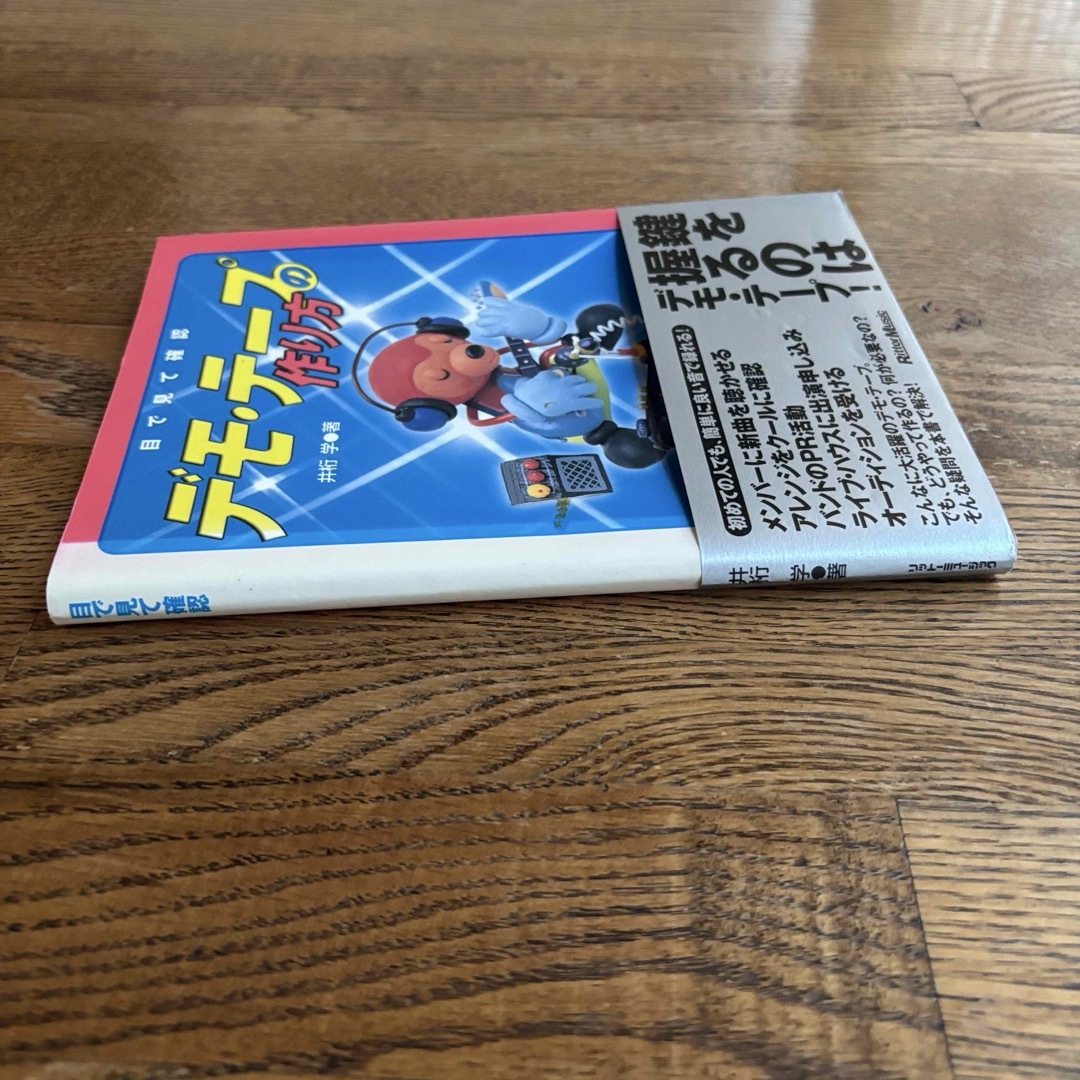 目で見て確認
デモ・テープの
作り方
井桁 学●著
鍵を
握るのは
デモ・テープ!
RittorMusic
初めての人でも、簡単に良い音で録れる!
メンバーに新曲を聴かせる
アレンジをクールに確認
バンドのPR活動
ライブ・ハウスに出演申し込み
オーディションを受ける
こんなに大活躍のデモ・テープ。
でも、どうやって作るの?何が必要なの?
そんな疑問を本書で解決!
目で見て確認
井桁 学●著
リットーミュージック